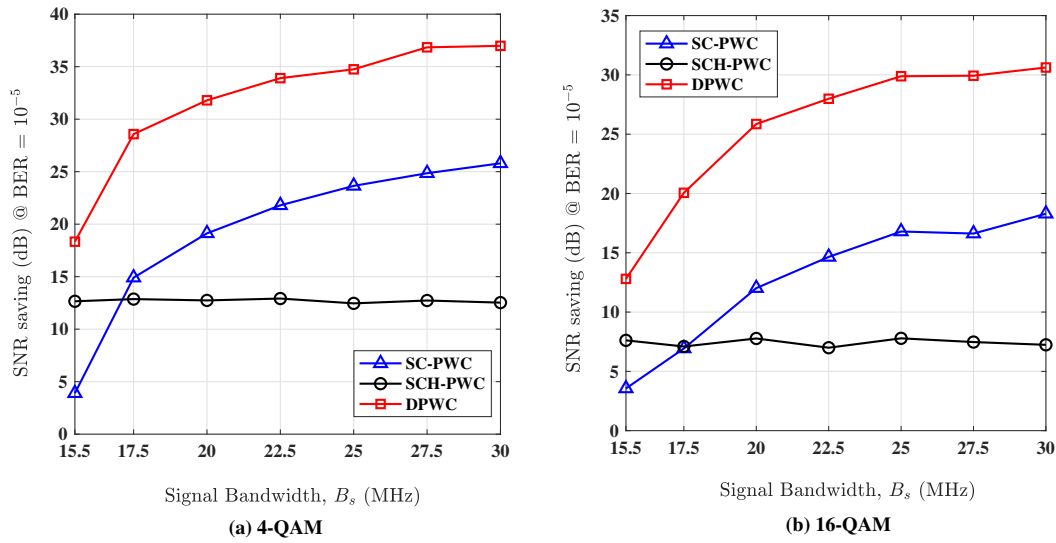 40
35
30
25
20
15
10
5
0
SNR saving (dB) @ BER = 10⁻⁵
SC-PWC
SCH-PWC
DPWC
15.5 17.5 20 22.5 25 27.5 30
Signal Bandwidth, Bₛ (MHz)
(a) 4-QAM
35
30
25
20
15
10
5
0
SNR saving (dB) @ BER = 10⁻⁵
SC-PWC
SCH-PWC
DPWC
15.5 17.5 20 22.5 25 27.5 30
Signal Bandwidth, Bₛ (MHz)
(b) 16-QAM